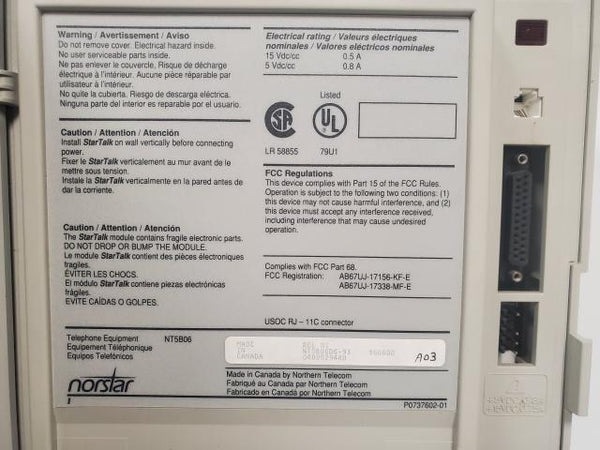 Warning / Avertissement / Aviso
Do not remove cover. Electrical hazard inside.
No user serviceable parts inside.
Ne pas enlever le couvercle. Risque de décharge
électrique à l'intérieur. Aucune pièce réparable par
utilisateur à l'intérieur.
No quite la cubierta. Riesgo de descarga eléctrica.
Ninguna parte del interior es reparable por el usuario.
Caution / Attention / Atención
Install StarTalk on wall vertically before connecting
power.
Fixer le StarTalk verticalement au mur avant de le
mettre sous tension.
Instale la StarTalk verticalmente en la pared antes de
dar la corriente.
Caution / Attention / Atención
The StarTalk module contains fragile electronic parts.
DO NOT DROP OR BUMP THE MODULE.
Le module StarTalk contient des pièces électroniques
fragiles.
ÉVITER LES CHOCS.
El módulo StarTalk contiene piezas electrónicas
frágiles.
EVITE CAÍDAS O GOLPES.
Electrical rating / Valeurs électriques
nominales / Valores eléctricos nominales
15 Vdc/cc 0.5 A
5 Vdc/cc 0.8 A
Listed
SA
UL
LR 58855 79U1
FCC Regulations
This device complies with Part 15 of the FCC Rules.
Operation is subject to the following two conditions: (1)
this device may not cause harmful interference, and (2)
this device must accept any interference received,
including interference that may cause undesired
operation.
Complies with FCC Part 68.
FCC Registration: AB67UJ-17156-KF-E
AB67UJ-17338-MF-E
USOC RJ – 11C connector
Telephone Equipment NT5B06
Equipement Téléphonique
Equipos Telefónicos
MADE
IN
CANADA
A03
norstar
Made in Canada by Northern Telecom
Fabriqué au Canada par Northern Telecom
Fabricado en Canadá por Northern Telecom
P0737602-01